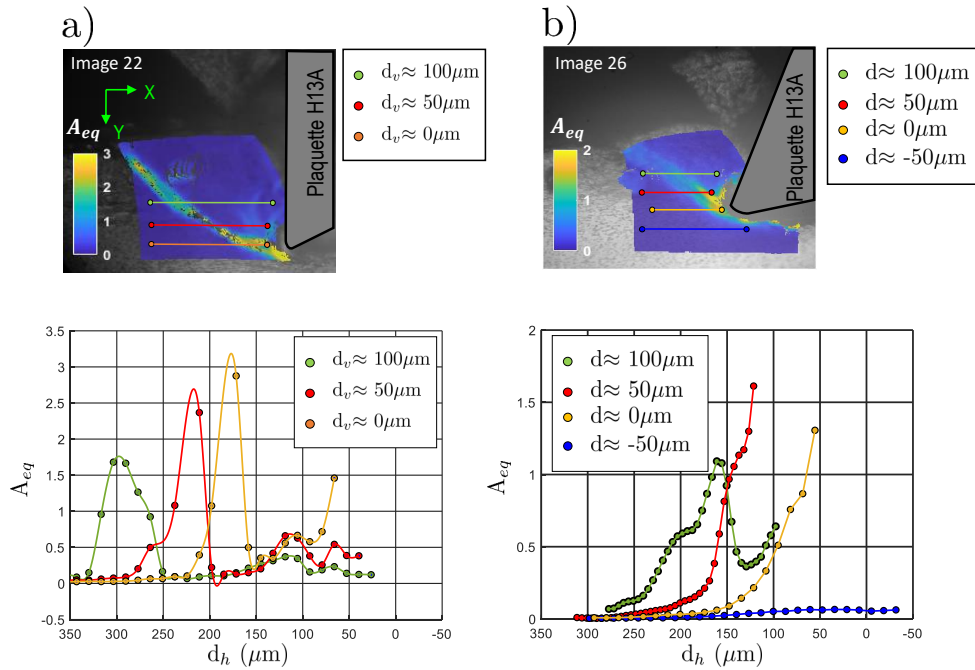 a)
Image 22
X
Y
A_eq
3
2
1
0
Plaquette H13A
d_v≈ 100μm
d_v≈ 50μm
d_v≈ 0μm
b)
Image 26
A_eq
2
1
0
Plaquette H13A
d≈ 100μm
d≈ 50μm
d≈ 0μm
d≈ -50μm
3.5
3
2.5
2
1.5
1
0.5
0
-0.5
A_eq
350 300 250 200 150 100 50 0 -50
d_h (μm)
d_v≈ 100μm
d_v≈ 50μm
d_v≈ 0μm
2
1.5
1
0.5
0
A_eq
350 300 250 200 150 100 50 0 -50
d_h (μm)
d≈ 100μm
d≈ 50μm
d≈ 0μm
d≈ -50μm